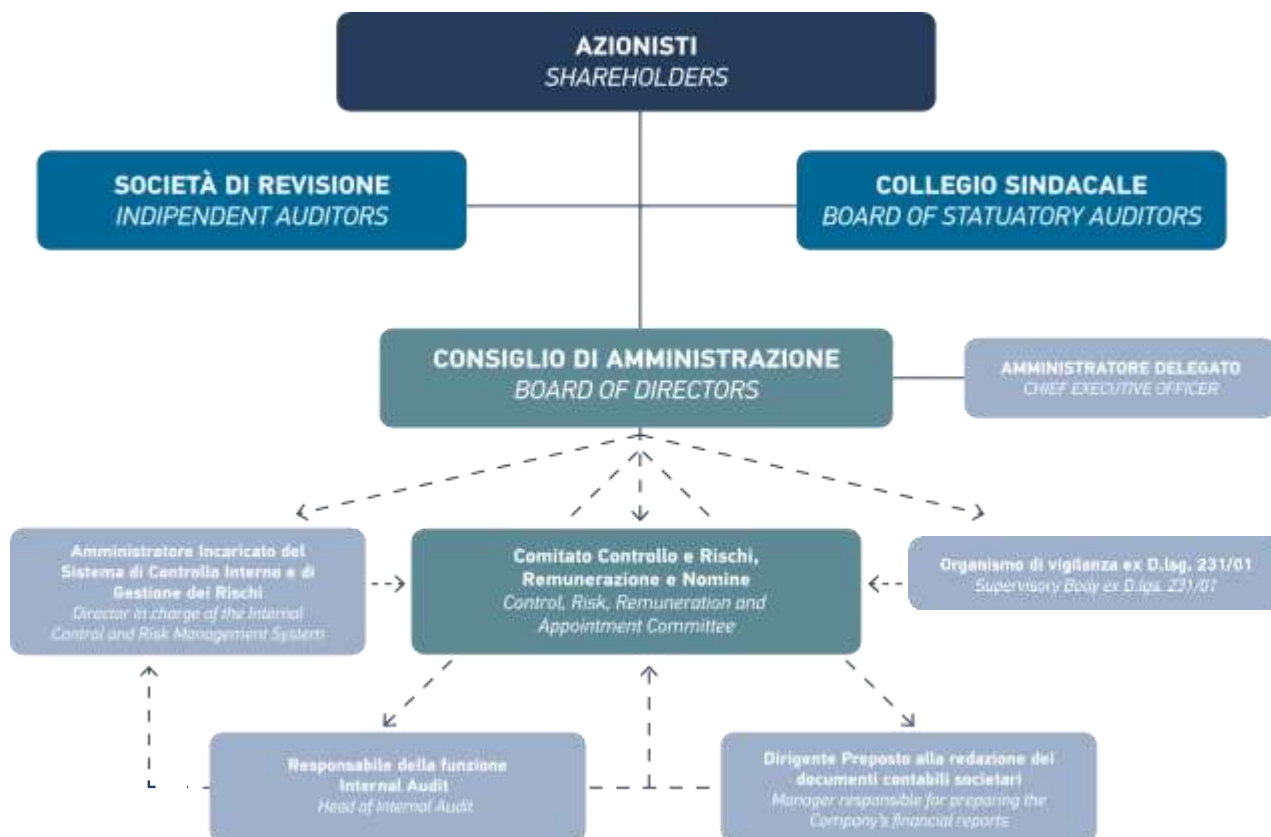 AZIONISTI
SHAREHOLDERS
SOCIETÀ DI REVISIONE
INDIPENDENT AUDITORS
COLLEGIO SINDACALE
BOARD OF STATUATORY AUDITORS
CONSIGLIO DI AMMINISTRAZIONE
BOARD OF DIRECTORS
AMMINISTRATORE DELEGATO
CHIEF EXECUTIVE OFFICER
Amministratore Incaricato del
Sistema di Controllo Interno e di
Gestione dei Rischi
Director in charge of the Internal
Control and Risk Management System
Comitato Controllo e Rischi,
Remunerazione e Nomine
Control, Risk, Remuneration and
Appointment Committee
Organismo di vigilanza ex D.lsg. 231/01
Supervisory Body ex D.lgs. 231/01
Responsabile della funzione
Internal Audit
Head of Internal Audit
Dirigente Preposto alla redazione dei
documenti contabili societari
Manager responsible for preparing the
Company's financial reports